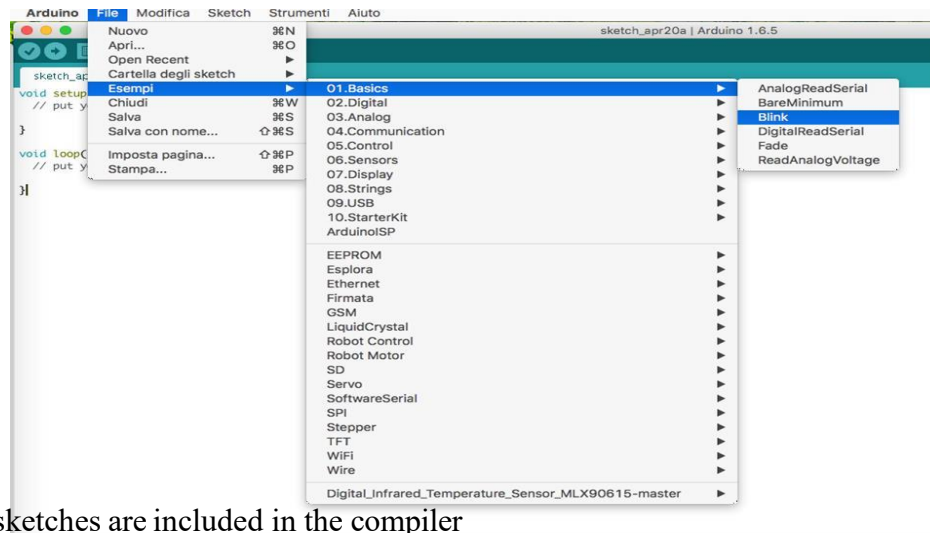 Arduino File Modifica Sketch Strumenti Aiuto
sketch_apr20a | Arduino 1.6.5
Nuovo ⌘N
Apri... ⌘O
Open Recent ▶
Cartella degli sketch ▶
Esempi ▶
Chiudi ⌘W
Salva ⌘S
Salva con nome... ⇧⌘S
Imposta pagina... ⇧⌘P
Stampa... ⌘P
sketch_ap
void setup
// put y
}
void loop(
// put y
}
01.Basics ▶
02.Digital ▶
03.Analog ▶
04.Communication ▶
05.Control ▶
06.Sensors ▶
07.Display ▶
08.Strings ▶
09.USB ▶
10.StarterKit ▶
ArduinoISP
EEPROM ▶
Esplora ▶
Ethernet ▶
Firmata ▶
GSM ▶
LiquidCrystal ▶
Robot Control ▶
Robot Motor ▶
SD ▶
Servo ▶
SoftwareSerial ▶
SPI ▶
Stepper ▶
TFT ▶
WiFi ▶
Wire ▶
Digital_Infrared_Temperature_Sensor_MLX90615-master ▶
AnalogReadSerial
BareMinimum
Blink
DigitalReadSerial
Fade
ReadAnalogVoltage
sketches are included in the compiler